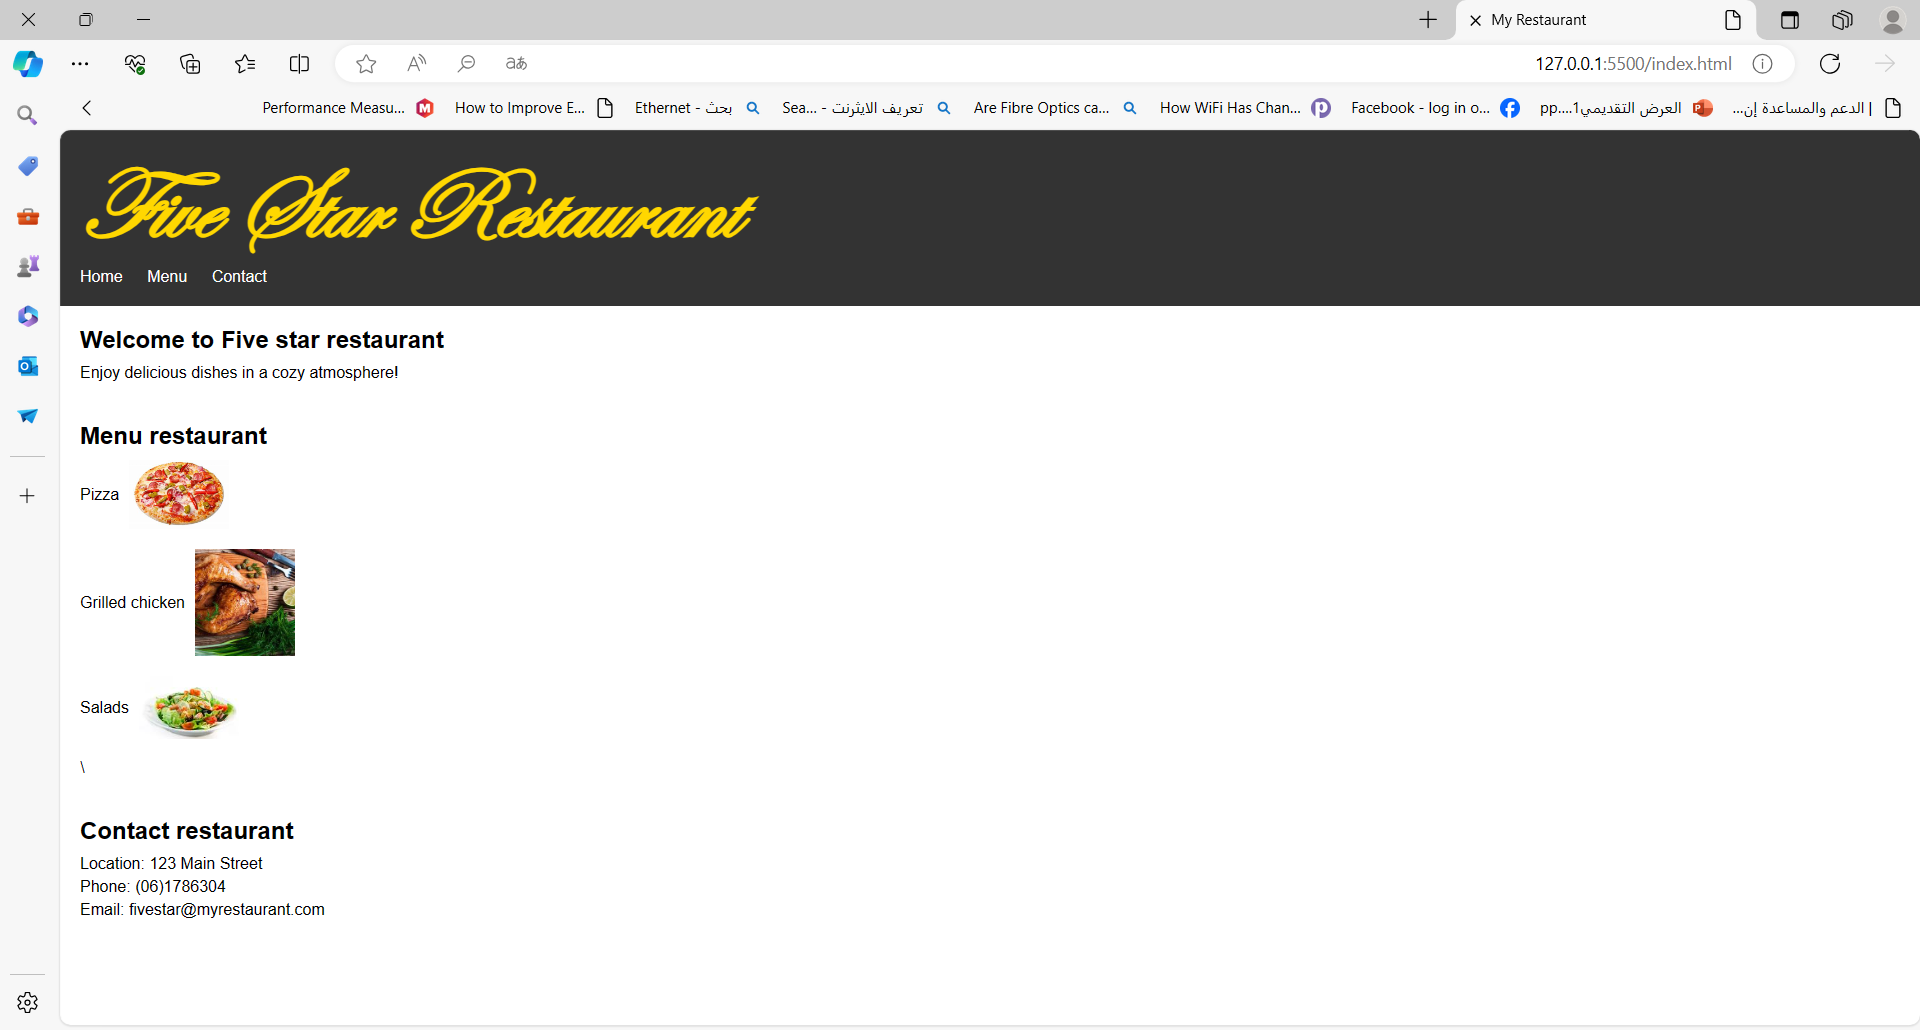 My Restaurant
127.0.0.1:5500/index.html
aあ
Performance Measu...
How to Improve E...
Ethernet - بحث
Sea... - تعريف الايثرنت
Are Fibre Optics ca...
How WiFi Has Chan...
Facebook - log in o...
pp....العرض التقديمي1
| الدعم والمساعدة إن...
Five Star Restaurant
Home Menu Contact
Welcome to Five star restaurant
Enjoy delicious dishes in a cozy atmosphere!
Menu restaurant
Pizza
Grilled chicken
Salads
\
Contact restaurant
Location: 123 Main Street
Phone: (06)1786304
Email: fivestar@myrestaurant.com